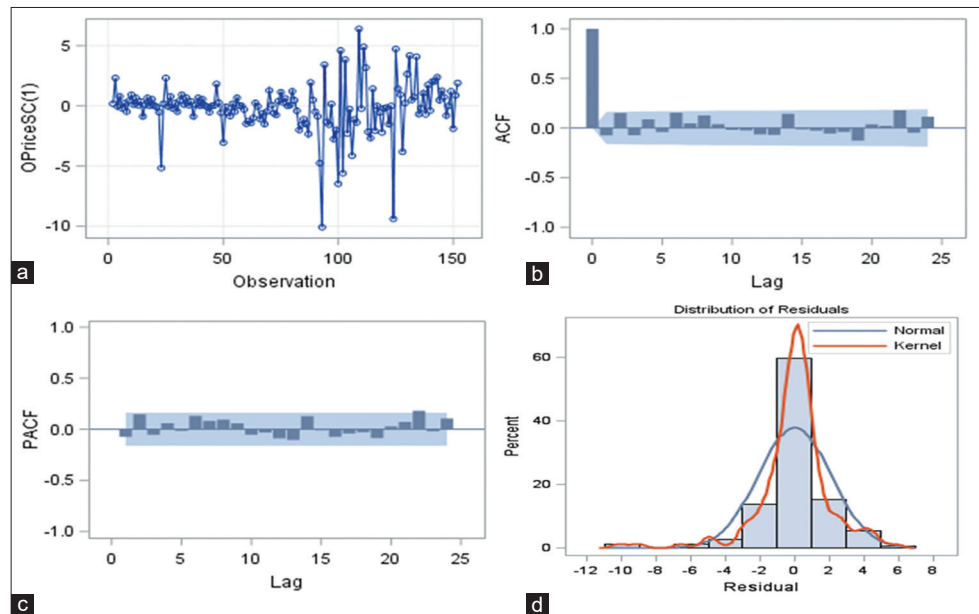 5
0
-5
-10
OPriceSC(1)
0 50 100 150
Observation
a
1.0
0.5
0.0
-0.5
-1.0
ACF
0 5 10 15 20 25
Lag
b
1.0
0.5
0.0
-0.5
-1.0
PACF
0 5 10 15 20 25
Lag
c
Distribution of Residuals
Normal
Kernel
60
40
20
0
Percent
-12 -10 -8 -6 -4 -2 0 2 4 6 8
Residual
d